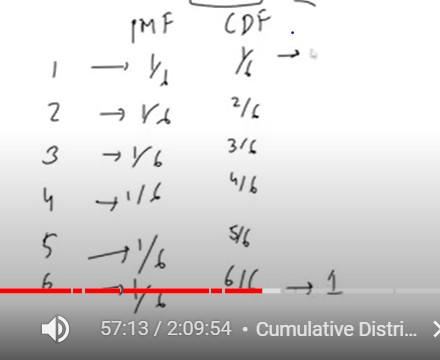 PMF CDF
1 → 1/6 1/6 →
2 → 1/6 2/6
3 → 1/6 3/6
4 → 1/6 4/6
5 → 1/6 5/6
6 → 1/6 6/6 → 1
57:13 / 2:09:54 • Cumulative Distri...